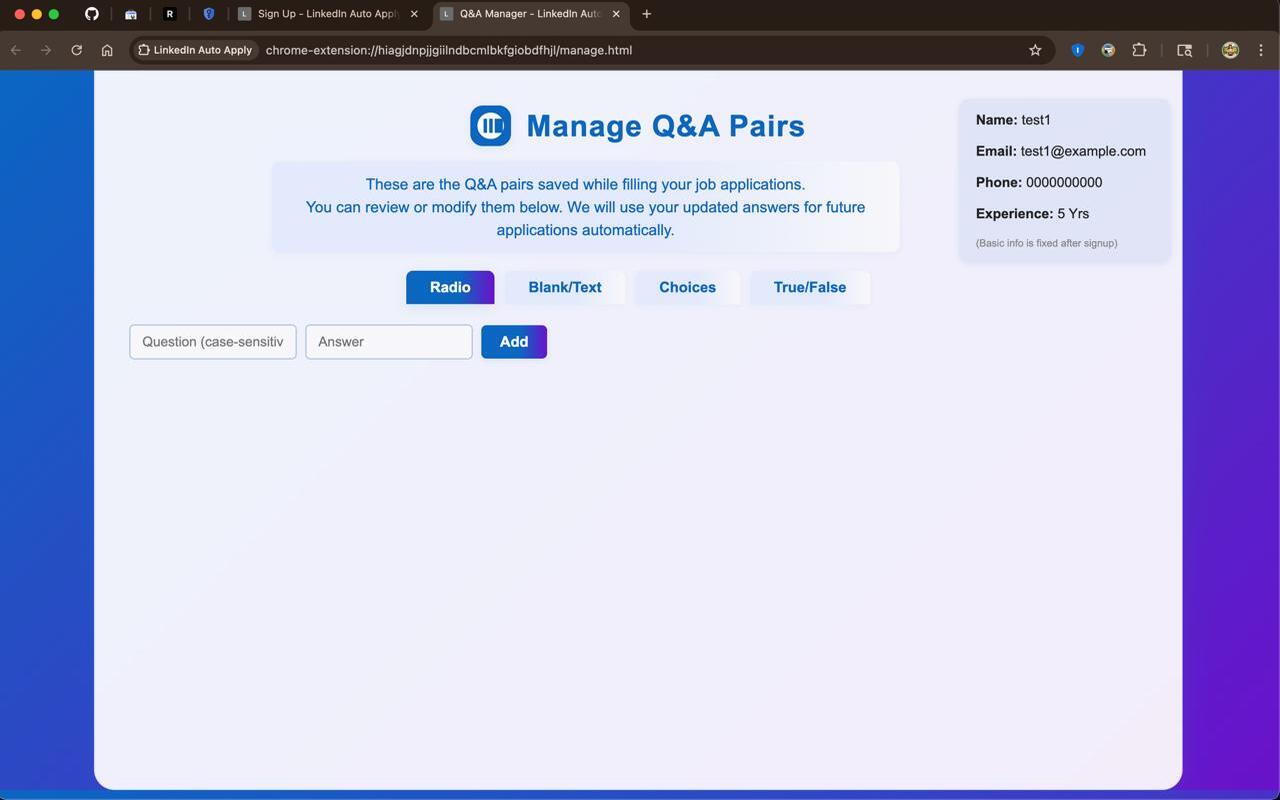 R
L
Sign Up - LinkedIn Auto Apply
L
Q&A Manager - LinkedIn Auto
LinkedIn Auto Apply
chrome-extension://hiagjdnpjjgiilndbcmlbkfgiobdfhjl/manage.html
Manage Q&A Pairs
These are the Q&A pairs saved while filling your job applications.
You can review or modify them below. We will use your updated answers for future
applications automatically.
Name: test1
Email: test1@example.com
Phone: 0000000000
Experience: 5 Yrs
(Basic info is fixed after signup)
Radio
Blank/Text
Choices
True/False
Question (case-sensitiv
Answer
Add